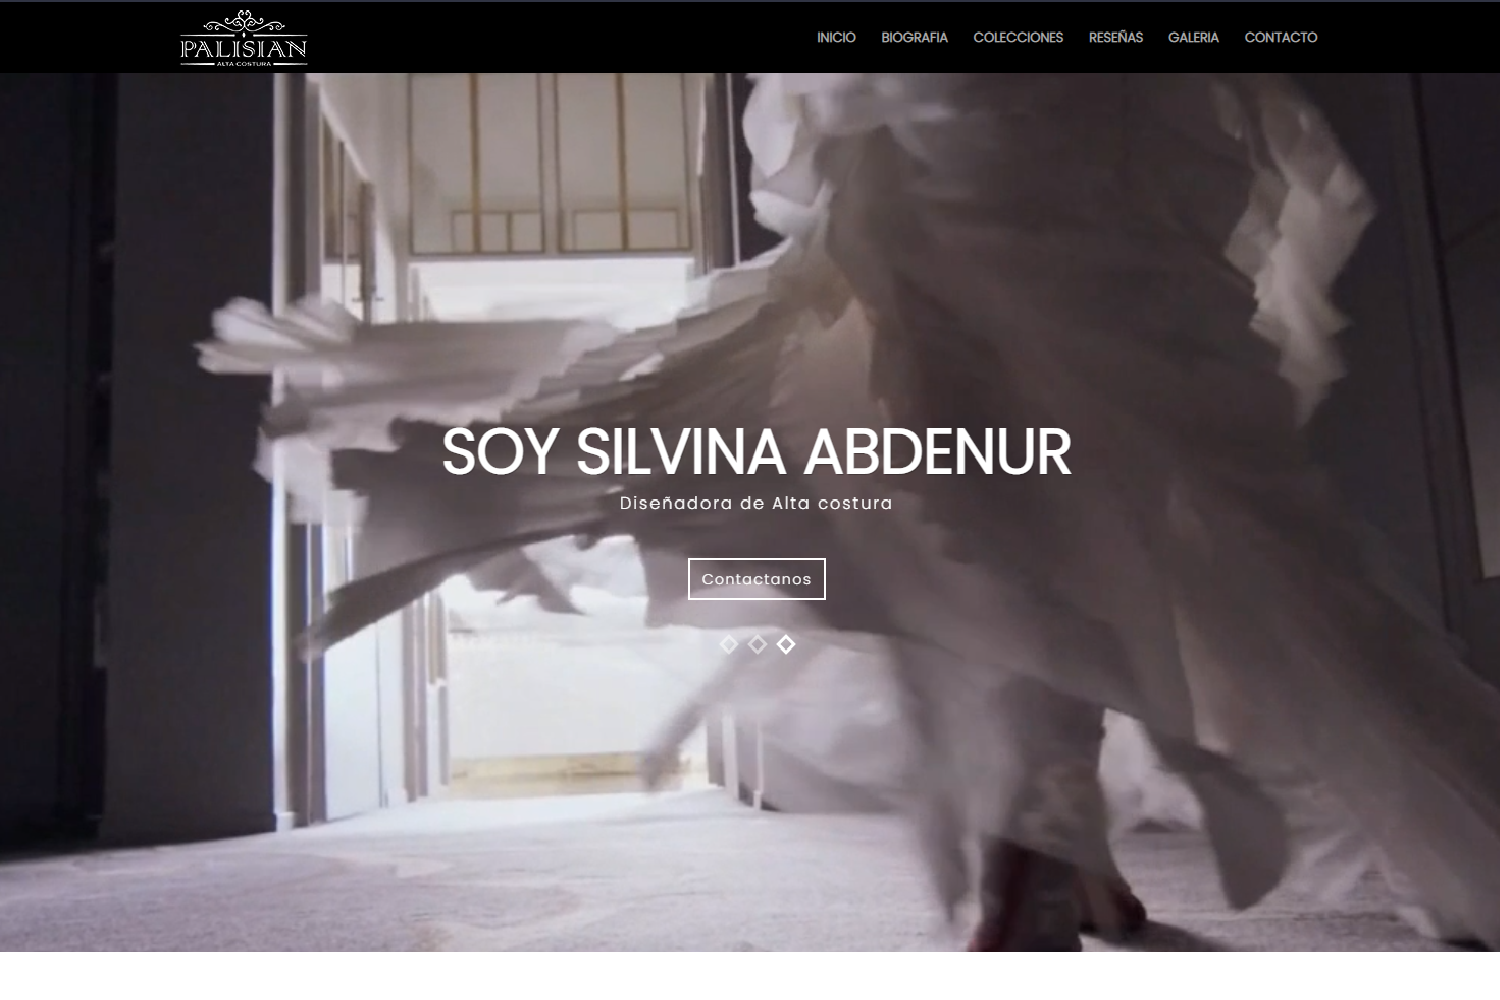 PALISIAN
ALTA COSTURA
INICIO BIOGRAFIA COLECCIONES RESEÑAS GALERIA CONTACTO
SOY SILVINA ABDENUR
Diseñadora de Alta costura
Contactanos